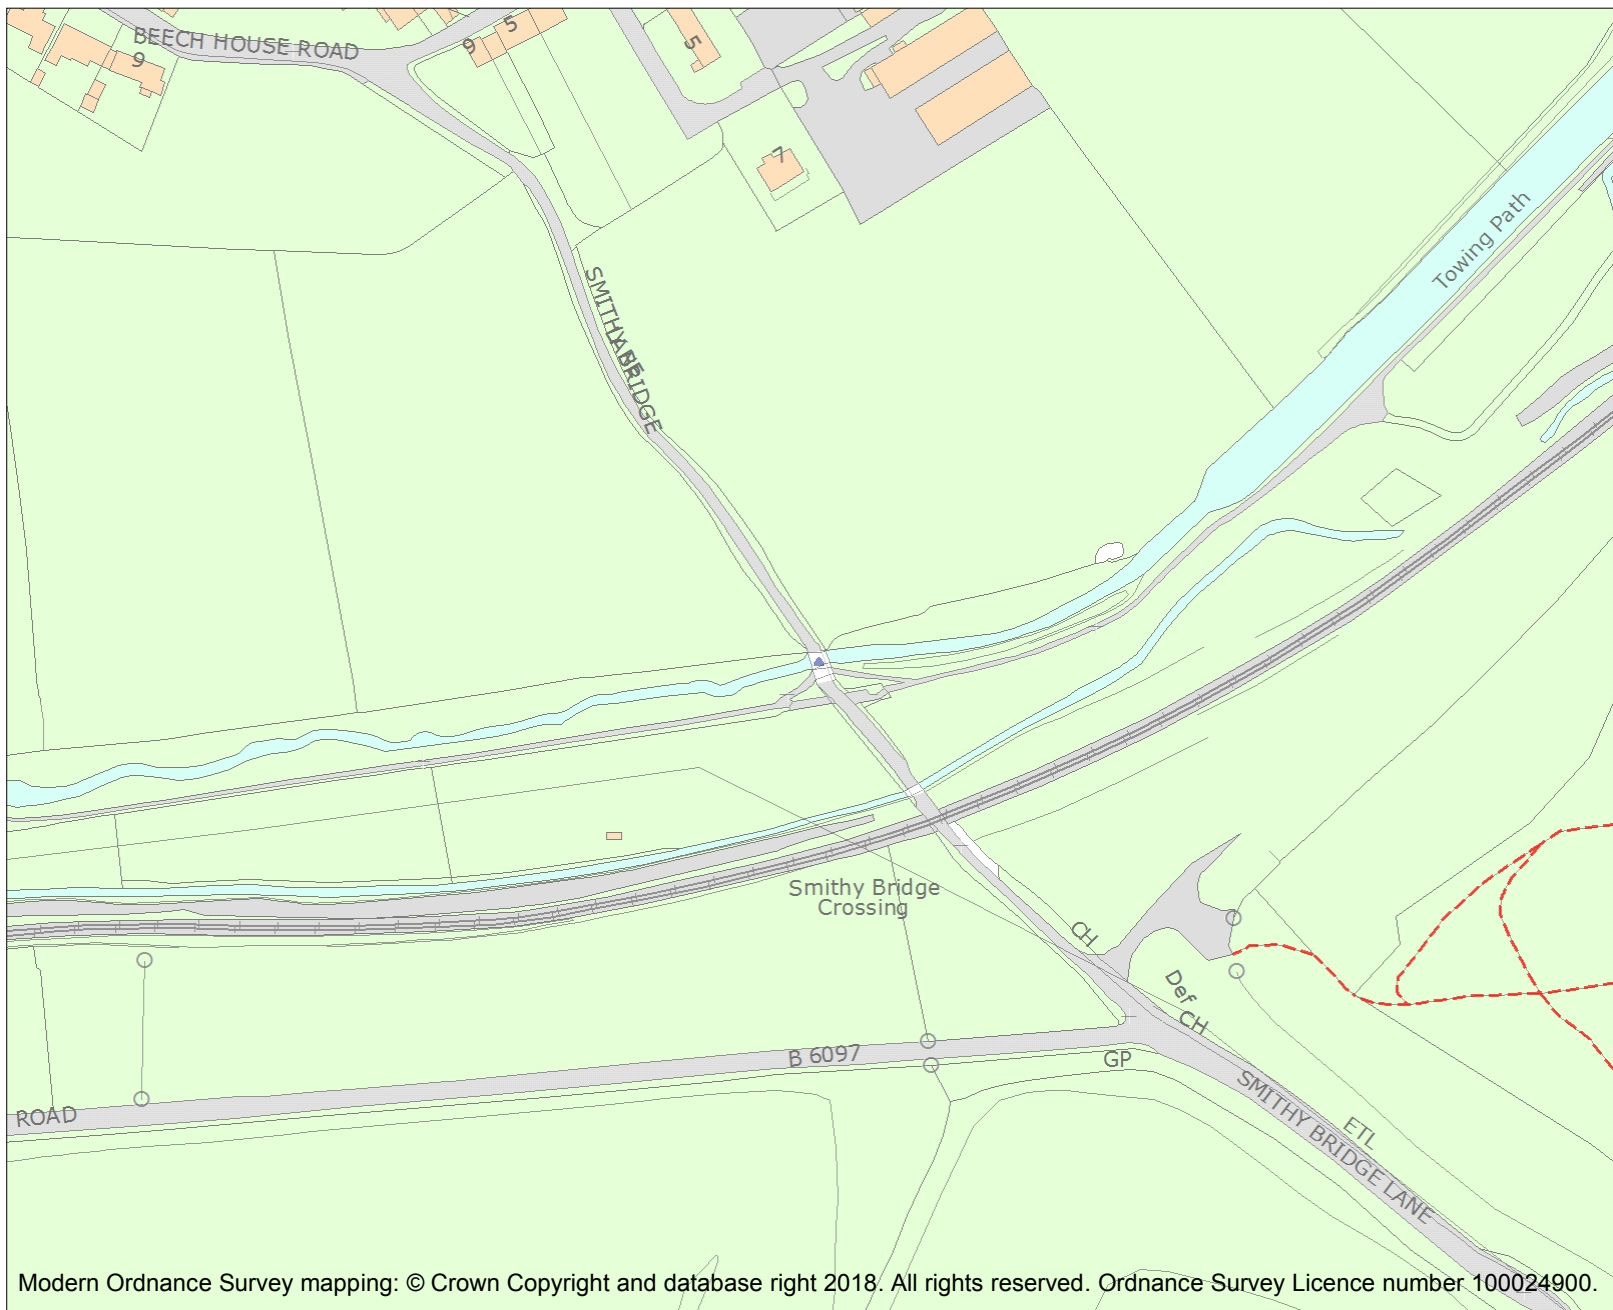 BEECH HOUSE ROAD
9
9
5
5
7
SMITHY BRIDGE
LANE
Towing Path
Smithy Bridge
Crossing
CH
Def
CH
B 6097
GP
ROAD
SMITHY BRIDGE LANE
ETL
Modern Ordnance Survey mapping: © Crown Copyright and database right 2018. All rights reserved. Ordnance Survey Licence number 100024900.